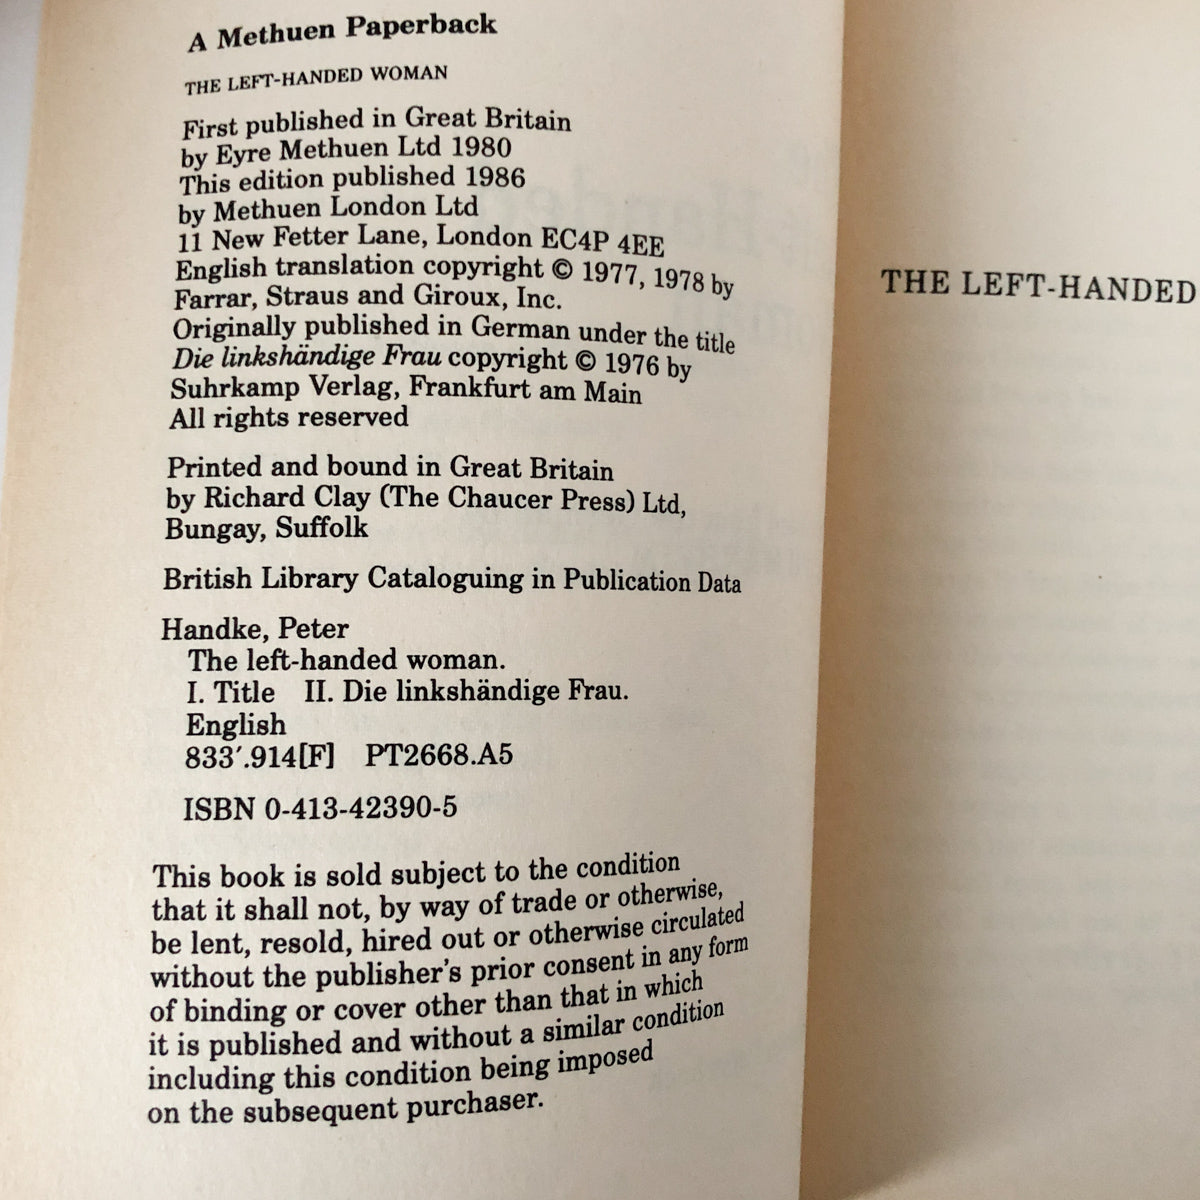 A Methuen Paperback
THE LEFT-HANDED WOMAN
First published in Great Britain
by Eyre Methuen Ltd 1980
This edition published 1986
by Methuen London Ltd
11 New Fetter Lane, London EC4P 4EE
English translation copyright © 1977, 1978 by
Farrar, Straus and Giroux, Inc.
Originally published in German under the title
Die linkshändige Frau copyright © 1976 by
Suhrkamp Verlag, Frankfurt am Main
All rights reserved
Printed and bound in Great Britain
by Richard Clay (The Chaucer Press) Ltd,
Bungay, Suffolk
British Library Cataloguing in Publication Data
Handke, Peter
The left-handed woman.
I. Title II. Die linkshändige Frau.
English
833′.914[F] PT2668.A5
ISBN 0-413-42390-5
This book is sold subject to the condition
that it shall not, by way of trade or otherwise,
be lent, resold, hired out or otherwise circulated
without the publisher's prior consent in any form
of binding or cover other than that in which
it is published and without a similar condition
including this condition being imposed
on the subsequent purchaser.
THE LEFT-HANDED